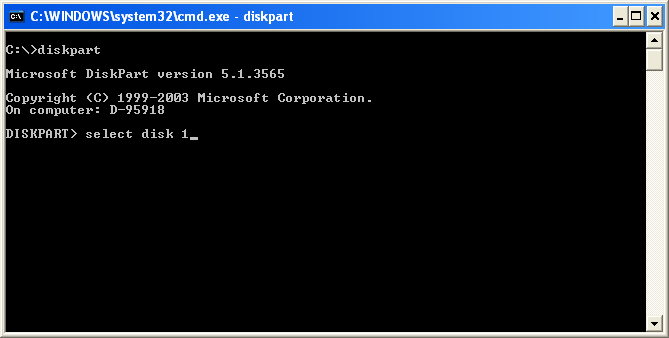 C:\WINDOWS\system32\cmd.exe - diskpart
C:\>diskpart
Microsoft DiskPart version 5.1.3565
Copyright (C) 1999-2003 Microsoft Corporation.
On computer: D-95918
DISKPART> select disk 1_